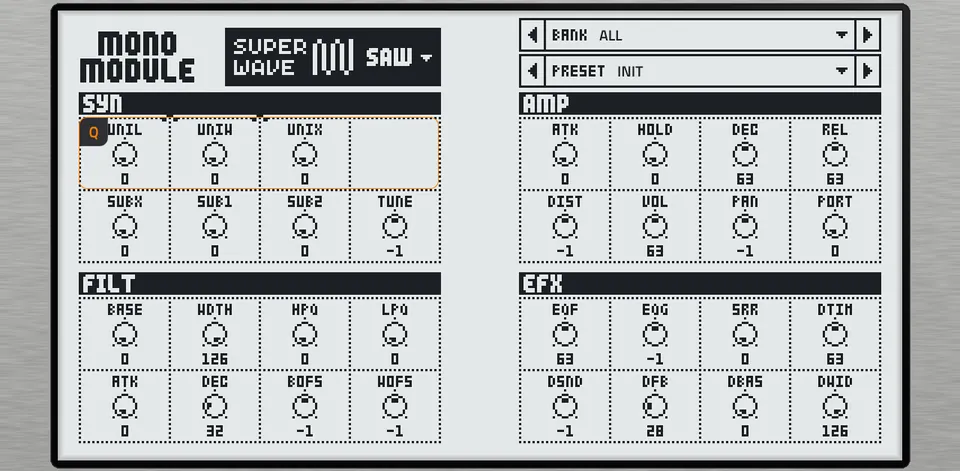 MONO
MODULE
SUPER
WAVE
SAW
BANK ALL
PRESET INIT
SYN
Q
UNIL UNIW UNIX
0 0 0
SUBX SUB1 SUB2 TUNE
0 0 0 -1
AMP
ATK HOLD DEC REL
0 0 63 63
DIST VOL PAN PORT
-1 63 -1 0
FILT
BASE WDTH HPQ LPQ
0 126 0 0
ATK DEC BOFS WOFS
0 32 -1 -1
EFX
EQF EQG SRR DTIM
63 -1 0 63
DSND DFB DBAS DWID
-1 28 0 126